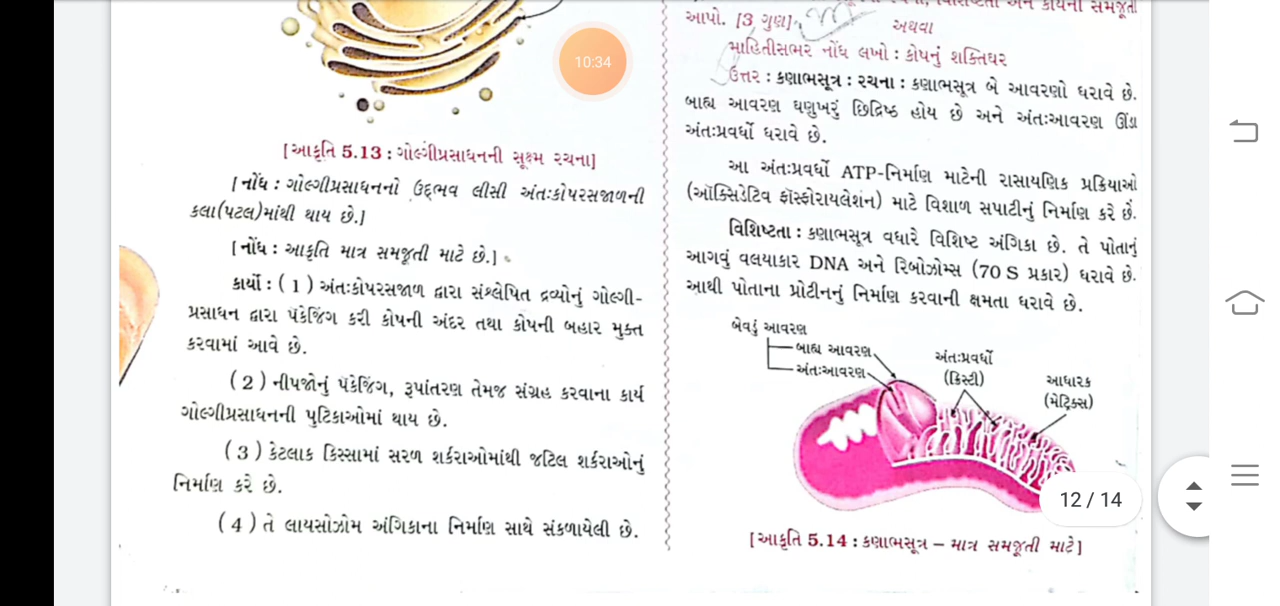 [આકૃતિ 5.13 : ગોલ્ગીપ્રસાધનની સૂક્ષ્મ રચના]
[નોંધ : ગોલ્ગીપ્રસાધનનો ઉદ્દભવ લીસી અંતઃકોષરસજાળની
કલા(પટલ)માંથી થાય છે.]
[નોંધ : આકૃતિ માત્ર સમજૂતી માટે છે.]
કાર્યો : ( 1 ) અંતઃકોષરસજાળ દ્વારા સંશ્લેષિત દ્રવ્યોનું ગોલ્ગી-
પ્રસાધન દ્વારા પૅકેજિંગ કરી કોષની અંદર તથા કોષની બહાર મુક્ત
કરવામાં આવે છે.
( 2 ) નીપજોનું પૅકેજિંગ, રૂપાંતરણ તેમજ સંગ્રહ કરવાના કાર્ય
ગોલ્ગીપ્રસાધનની પુટિકાઓમાં થાય છે.
( 3 ) કેટલાક કિસ્સામાં સરળ શર્કરાઓમાંથી જટિલ શર્કરાઓનું
નિર્માણ કરે છે.
( 4 ) તે લાયસોઝોમ અંગિકાના નિર્માણ સાથે સંકળાયેલી છે.
10:34
વિશિષ્ટતા અને કાર્યની સમજૂતી
આપો. [3 ગુણ]
અથવા
માહિતીસભર નોંધ લખો : કોષનું શક્તિઘર
ઉત્તર : કણાભસૂત્ર : રચના : કણાભસૂત્ર બે આવરણો ધરાવે છે.
બાહ્ય આવરણ ઘણુખરું છિદ્રિષ્ઠ હોય છે અને અંતઃઆવરણ ઊંડા
અંતઃપ્રવર્ધો ધરાવે છે.
આ અંતઃપ્રવર્ધો ATP-નિર્માણ માટેની રાસાયણિક પ્રક્રિયાઓ
(ઑક્સિડેટિવ ફૉસ્ફોરાયલેશન) માટે વિશાળ સપાટીનું નિર્માણ કરે છે.
વિશિષ્ટતા : કણાભસૂત્ર વધારે વિશિષ્ટ અંગિકા છે. તે પોતાનું
આગવું વલયાકાર DNA અને રિબોઝોમ્સ (70 S પ્રકાર) ધરાવે છે.
આથી પોતાના પ્રોટીનનું નિર્માણ કરવાની ક્ષમતા ધરાવે છે.
બેવડું આવરણ
બાહ્ય આવરણ
અંતઃઆવરણ
અંતઃપ્રવર્ધો
(ક્રિસ્ટી)
આધારક
(મેટ્રિક્સ)
12 / 14
[આકૃતિ 5.14 : કણાભસૂત્ર – માત્ર સમજૂતી માટે]